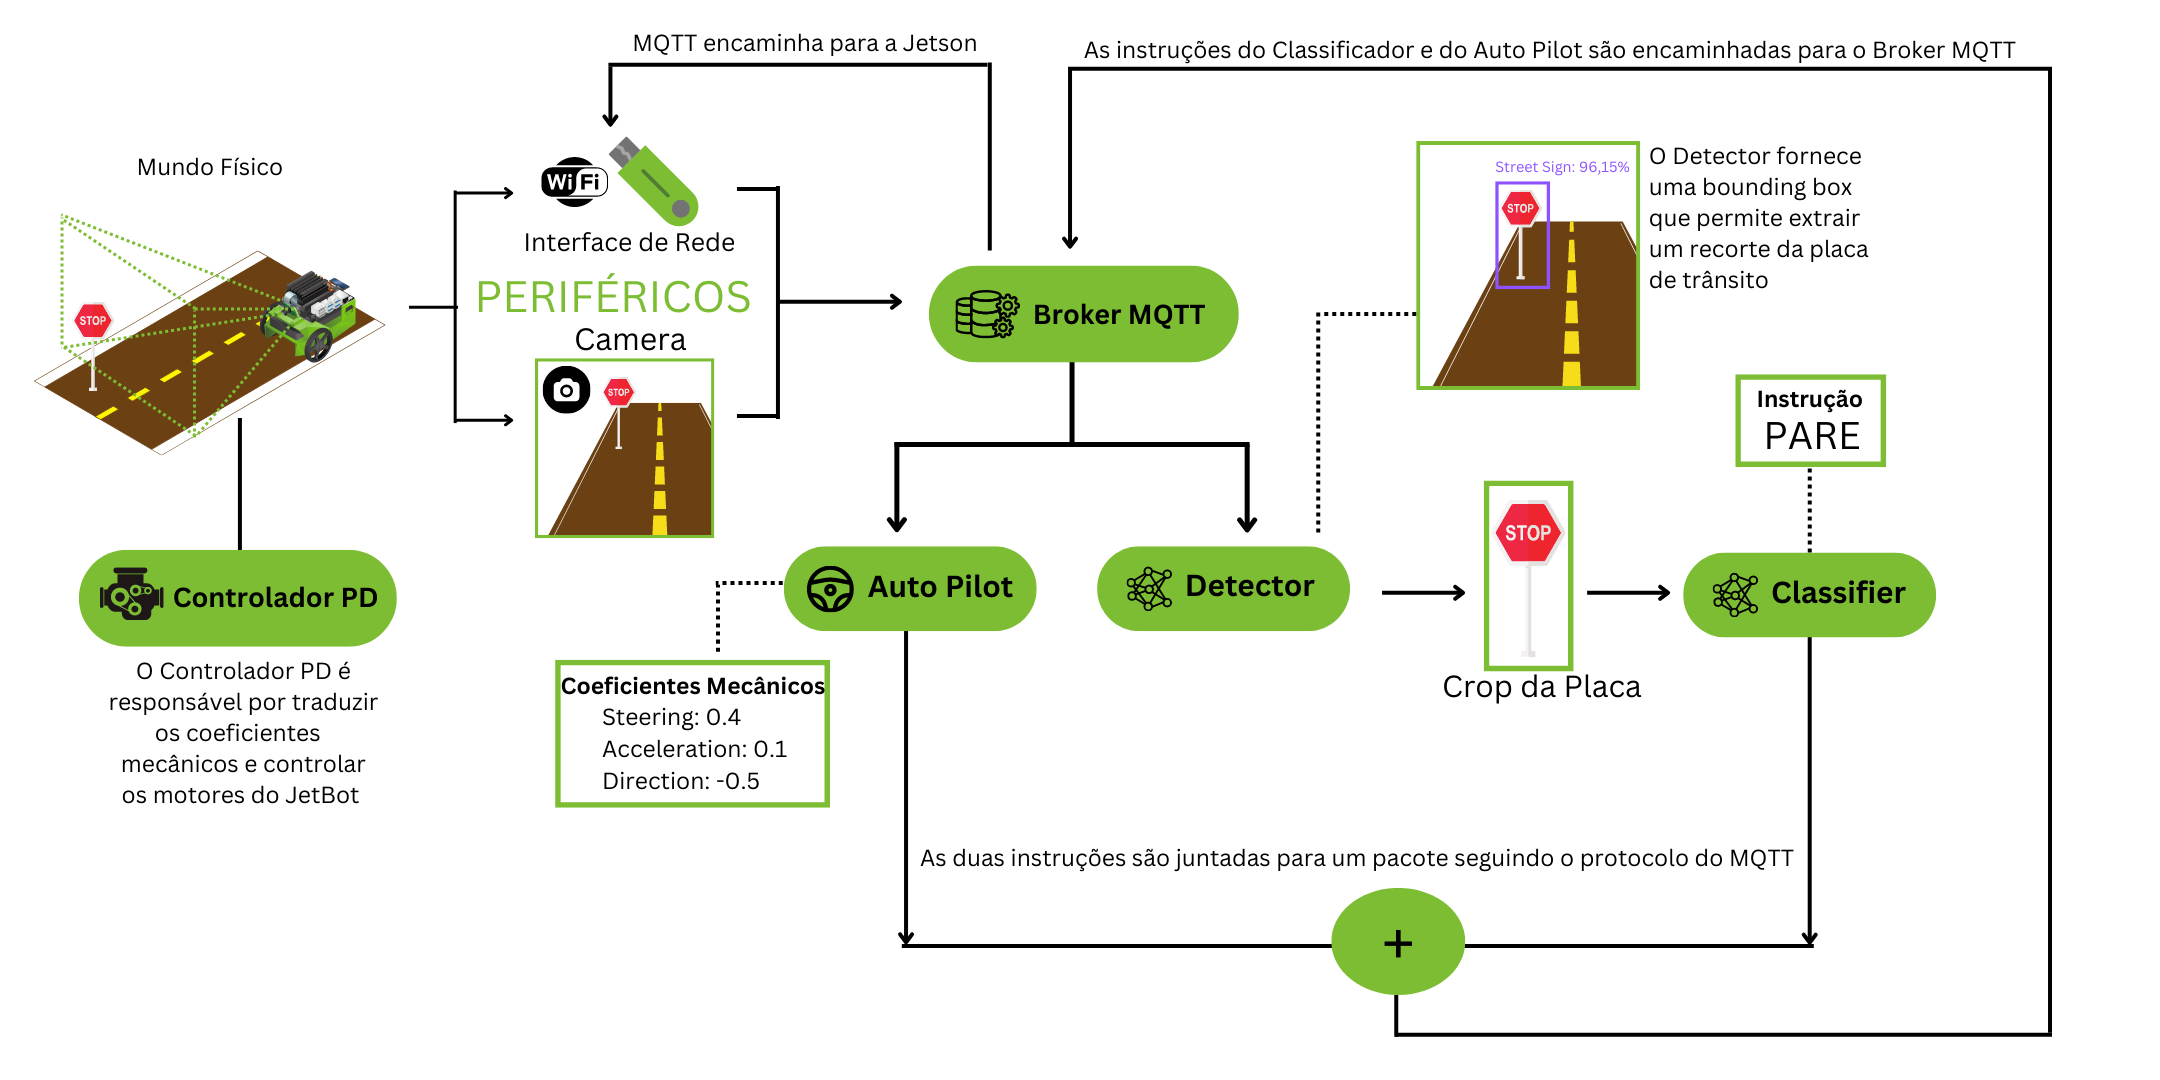 MQTT encaminha para a Jetson
As instruções do Classificador e do Auto Pilot são encaminhadas para o Broker MQTT
Mundo Físico
STOP
WiFi
Interface de Rede
PERIFÉRICOS
Camera
STOP
Broker MQTT
Street Sign: 96,15%
STOP
O Detector fornece
uma bounding box
que permite extrair
um recorte da placa
de trânsito
Instrução
PARE
Controlador PD
O Controlador PD é
responsável por traduzir
os coeficientes
mecânicos e controlar
os motores do JetBot
Auto Pilot
Detector
STOP
Crop da Placa
Classifier
Coeficientes Mecânicos
Steering: 0.4
Acceleration: 0.1
Direction: -0.5
As duas instruções são juntadas para um pacote seguindo o protocolo do MQTT
+